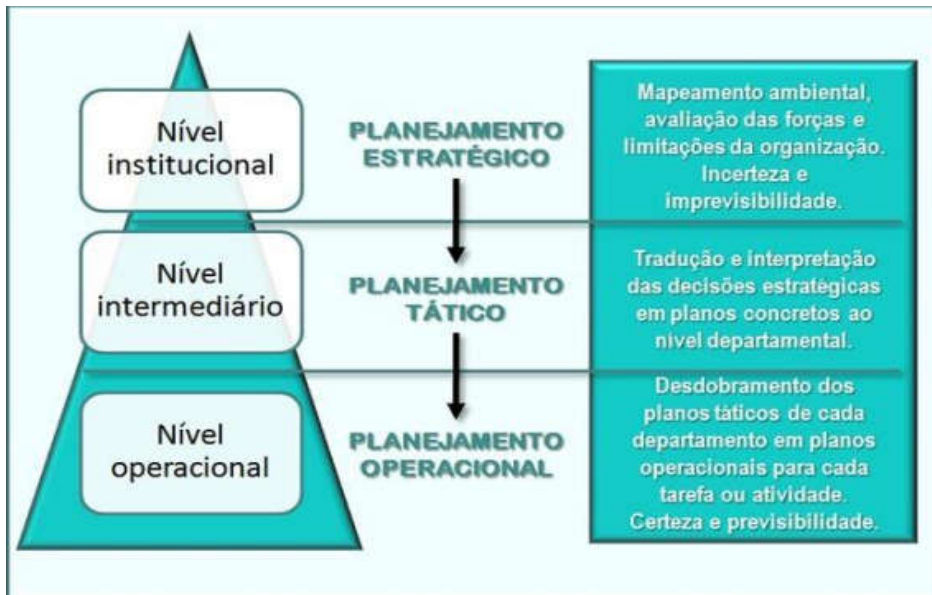 Nível
institucional
PLANEJAMENTO
ESTRATÉGICO
Mapeamento ambiental,
avaliação das forças e
limitações da organização.
Incerteza e
imprevisibilidade.
Nível
intermediário
PLANEJAMENTO
TÁTICO
Tradução e interpretação
das decisões estratégicas
em planos concretos ao
nível departamental.
Nível
operacional
PLANEJAMENTO
OPERACIONAL
Desdobramento dos
planos táticos de cada
departamento em planos
operacionais para cada
tarefa ou atividade.
Certeza e previsibilidade.